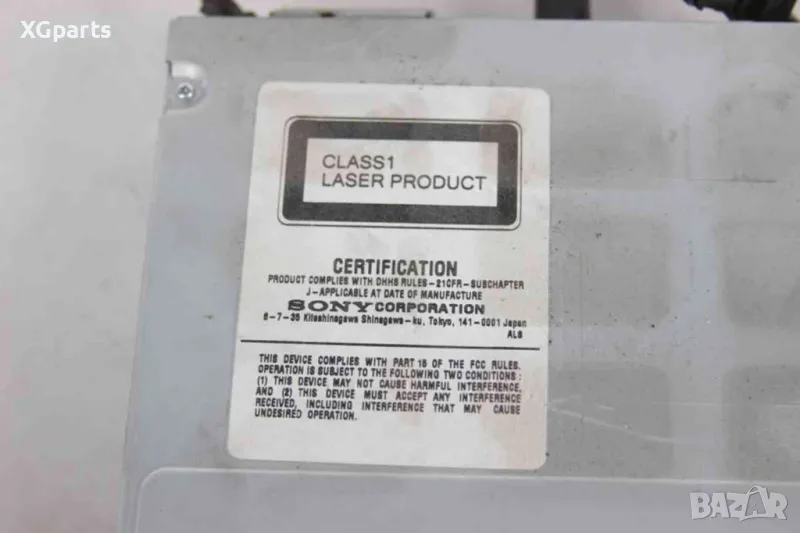 XGparts
CLASS1
LASER PRODUCT
CERTIFICATION
PRODUCT COMPLIES WITH DHHS RULES-21CFR-SUBCHAPTER
J-APPLICABLE AT DATE OF MANUFACTURE
SONY CORPORATION
6-7-35 Kitashinagawa Shinagawa-ku, Tokyo, 141-0001 Japan
ALS
THIS DEVICE COMPLIES WITH PART 15 OF THE FCC RULES.
OPERATION IS SUBJECT TO THE FOLLOWING TWO CONDITIONS :
(1) THIS DEVICE MAY NOT CAUSE HARMFUL INTERFERENCE,
AND (2) THIS DEVICE MUST ACCEPT ANY INTERFERENCE
RECEIVED, INCLUDING INTERFERENCE THAT MAY CAUSE
UNDESIRED OPERATION.
BAZAR